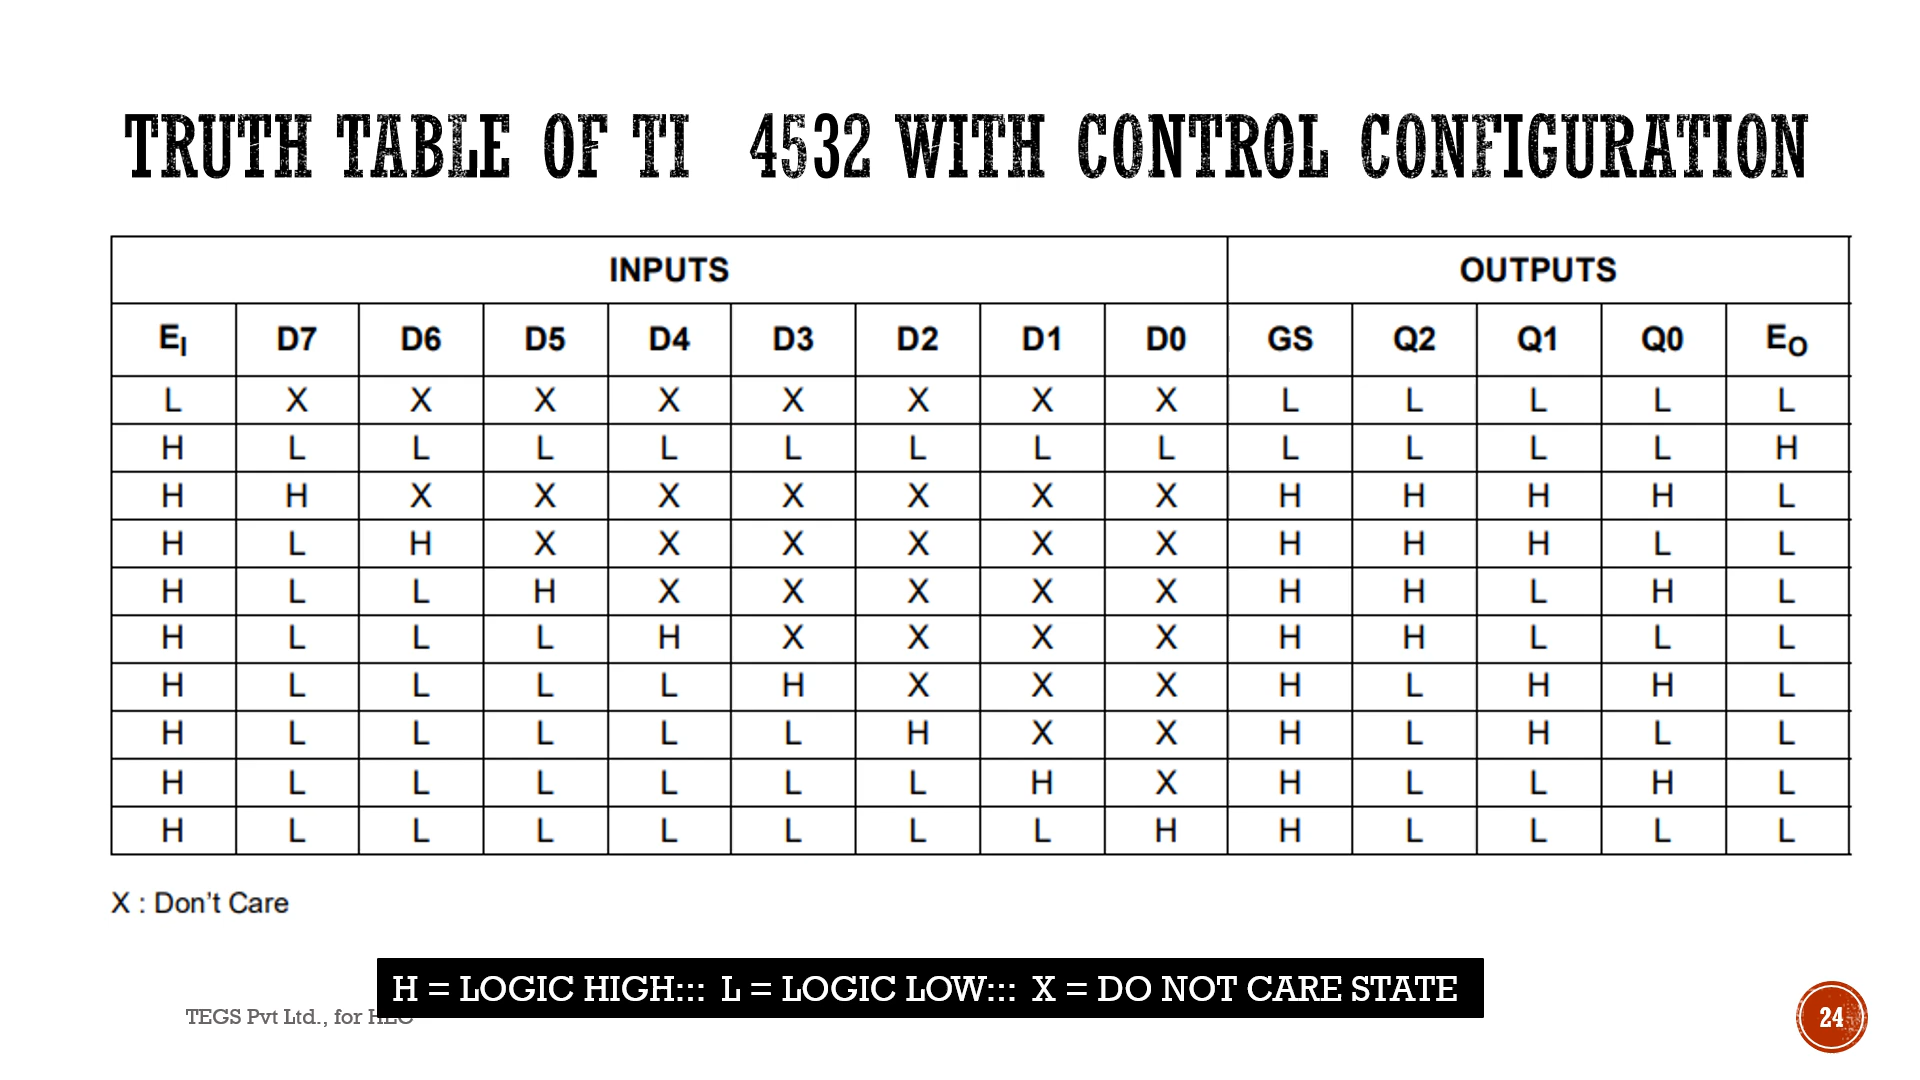 TRUTH TABLE OF TI 4532 WITH CONTROL CONFIGURATION
INPUTS OUTPUTS
EI D7 D6 D5 D4 D3 D2 D1 D0 GS Q2 Q1 Q0 EO
L X X X X X X X X L L L L L
H L L L L L L L L L L L L H
H H X X X X X X X H H H H L
H L H X X X X X X H H H L L
H L L H X X X X X H H L H L
H L L L H X X X X H H L L L
H L L L L H X X X H L H H L
H L L L L L H X X H L H L L
H L L L L L L H X H L L H L
H L L L L L L L H H L L L L
X : Don't Care
H = LOGIC HIGH::: L = LOGIC LOW::: X = DO NOT CARE STATE
TEGS Pvt Ltd., for
24